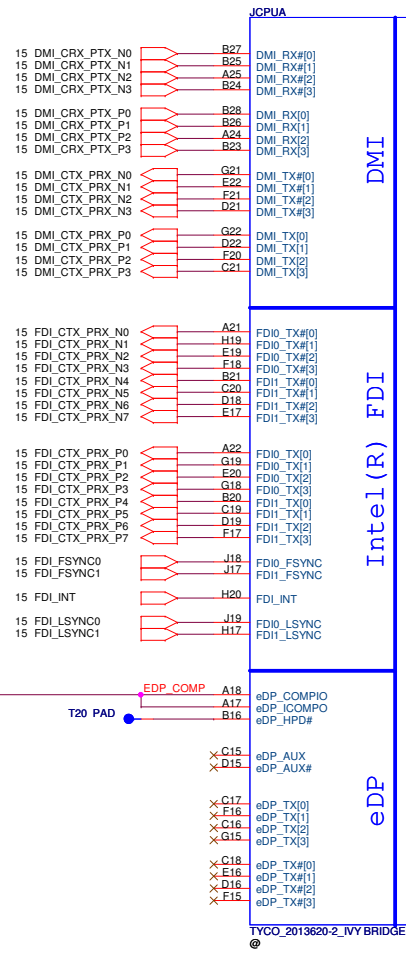 JCPUA
15 DMI_CRX_PTX_N0 B27 DMI_RX#[0]
15 DMI_CRX_PTX_N1 B25 DMI_RX#[1]
15 DMI_CRX_PTX_N2 A25 DMI_RX#[2]
15 DMI_CRX_PTX_N3 B24 DMI_RX#[3]
15 DMI_CRX_PTX_P0 B28 DMI_RX[0]
15 DMI_CRX_PTX_P1 B26 DMI_RX[1]
15 DMI_CRX_PTX_P2 A24 DMI_RX[2]
15 DMI_CRX_PTX_P3 B23 DMI_RX[3]
DMI
15 DMI_CTX_PRX_N0 G21 DMI_TX#[0]
15 DMI_CTX_PRX_N1 E22 DMI_TX#[1]
15 DMI_CTX_PRX_N2 F21 DMI_TX#[2]
15 DMI_CTX_PRX_N3 D21 DMI_TX#[3]
15 DMI_CTX_PRX_P0 G22 DMI_TX[0]
15 DMI_CTX_PRX_P1 D22 DMI_TX[1]
15 DMI_CTX_PRX_P2 F20 DMI_TX[2]
15 DMI_CTX_PRX_P3 C21 DMI_TX[3]
15 FDI_CTX_PRX_N0 A21 FDI0_TX#[0]
15 FDI_CTX_PRX_N1 H19 FDI0_TX#[1]
15 FDI_CTX_PRX_N2 E19 FDI0_TX#[2]
15 FDI_CTX_PRX_N3 F18 FDI0_TX#[3]
15 FDI_CTX_PRX_N4 B21 FDI1_TX#[0]
15 FDI_CTX_PRX_N5 C20 FDI1_TX#[1]
15 FDI_CTX_PRX_N6 D18 FDI1_TX#[2]
15 FDI_CTX_PRX_N7 E17 FDI1_TX#[3]
Intel(R) FDI
15 FDI_CTX_PRX_P0 A22 FDI0_TX[0]
15 FDI_CTX_PRX_P1 G19 FDI0_TX[1]
15 FDI_CTX_PRX_P2 E20 FDI0_TX[2]
15 FDI_CTX_PRX_P3 G18 FDI0_TX[3]
15 FDI_CTX_PRX_P4 B20 FDI1_TX[0]
15 FDI_CTX_PRX_P5 C19 FDI1_TX[1]
15 FDI_CTX_PRX_P6 D19 FDI1_TX[2]
15 FDI_CTX_PRX_P7 F17 FDI1_TX[3]
15 FDI_FSYNC0 J18 FDI0_FSYNC
15 FDI_FSYNC1 J17 FDI1_FSYNC
15 FDI_INT H20 FDI_INT
15 FDI_LSYNC0 J19 FDI0_LSYNC
15 FDI_LSYNC1 H17 FDI1_LSYNC
EDP_COMP A18 eDP_COMPIO
A17 eDP_ICOMPO
T20 PAD B16 eDP_HPD#
C15 eDP_AUX
D15 eDP_AUX#
eDP
C17 eDP_TX[0]
F16 eDP_TX[1]
C16 eDP_TX[2]
G15 eDP_TX[3]
C18 eDP_TX#[0]
E16 eDP_TX#[1]
D16 eDP_TX#[2]
F15 eDP_TX#[3]
TYCO_2013620-2_IVY BRIDGE
@